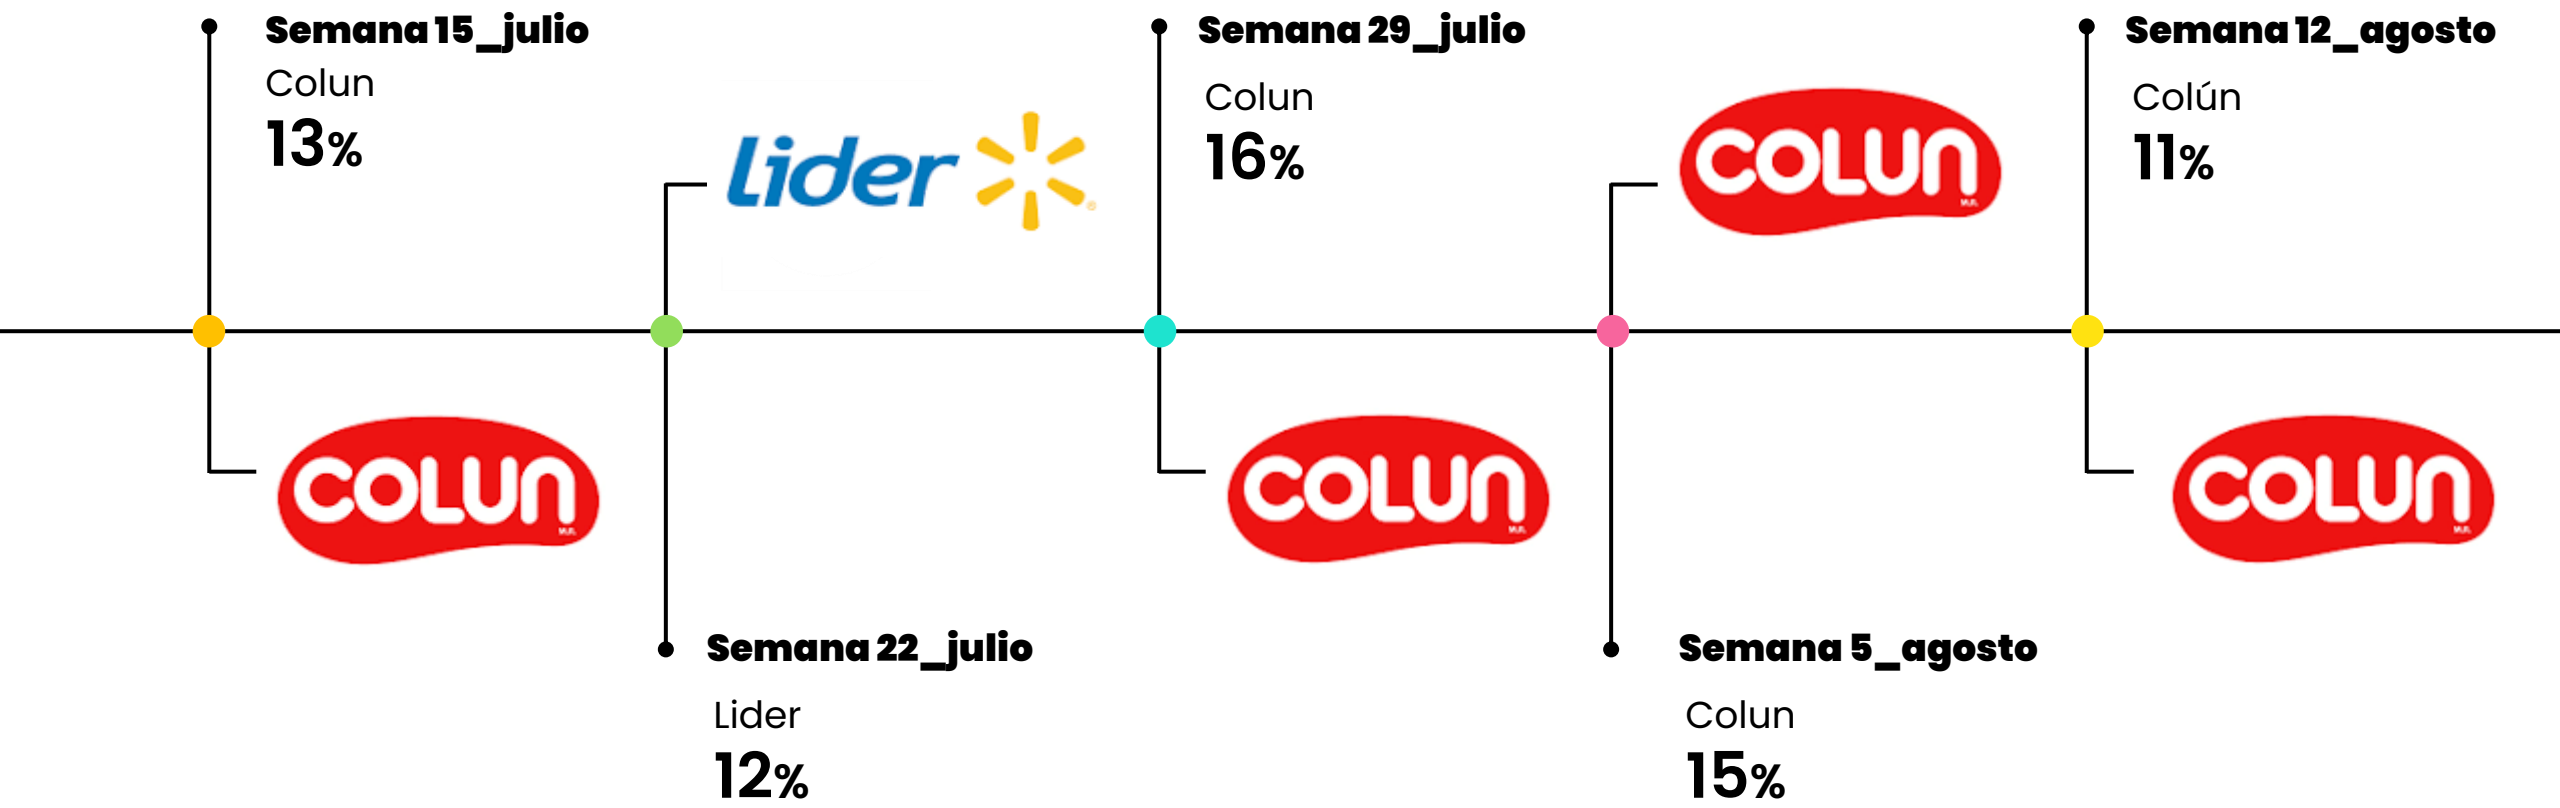 Semana 15_julio
Colun
13%
COLUN
M.R.
lider
®
Semana 22_julio
Lider
12%
Semana 29_julio
Colun
16%
COLUN
M.R.
COLUN
M.R.
Semana 5_agosto
Colun
15%
Semana 12_agosto
Colún
11%
COLUN
M.R.